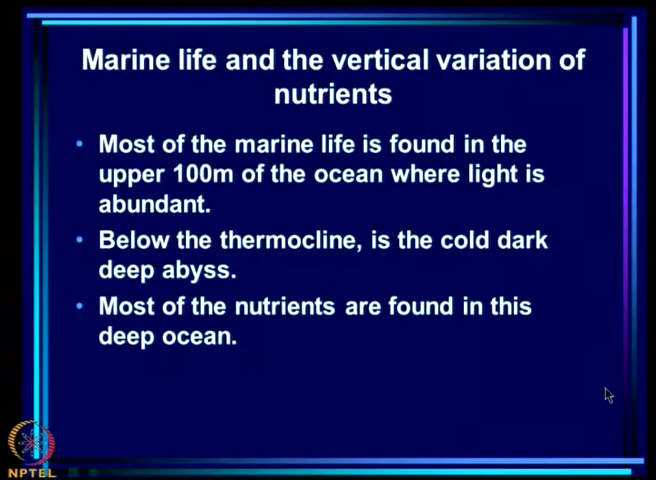 Marine life and the vertical variation of
nutrients
• Most of the marine life is found in the
upper 100m of the ocean where light is
abundant.
• Below the thermocline, is the cold dark
deep abyss.
• Most of the nutrients are found in this
deep ocean.
NPTEL